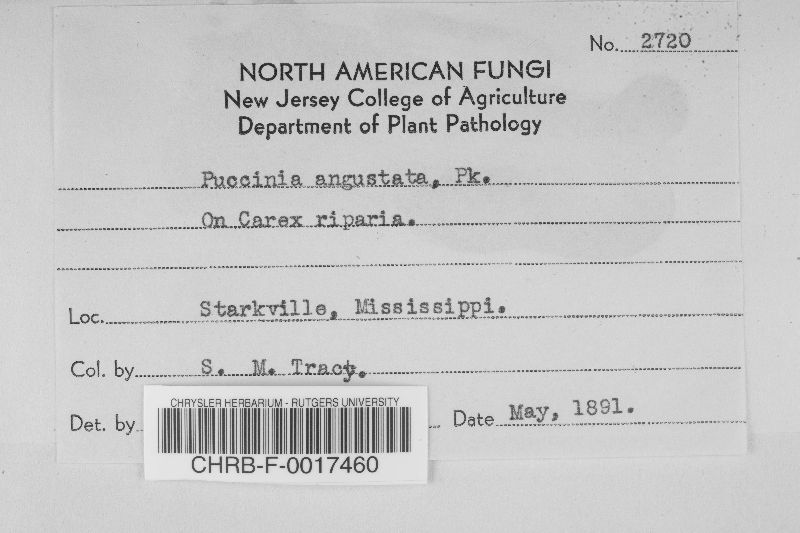 No. 2720
NORTH AMERICAN FUNGI
New Jersey College of Agriculture
Department of Plant Pathology
Puccinia angustata, Pk.
On Carex riparia.
Loc. Starkville, Mississippi.
Col. by S. M. Tracy.
Det. by Date May, 1891.
CHRYSLER HERBARIUM - RUTGERS UNIVERSITY
CHRB-F-0017460